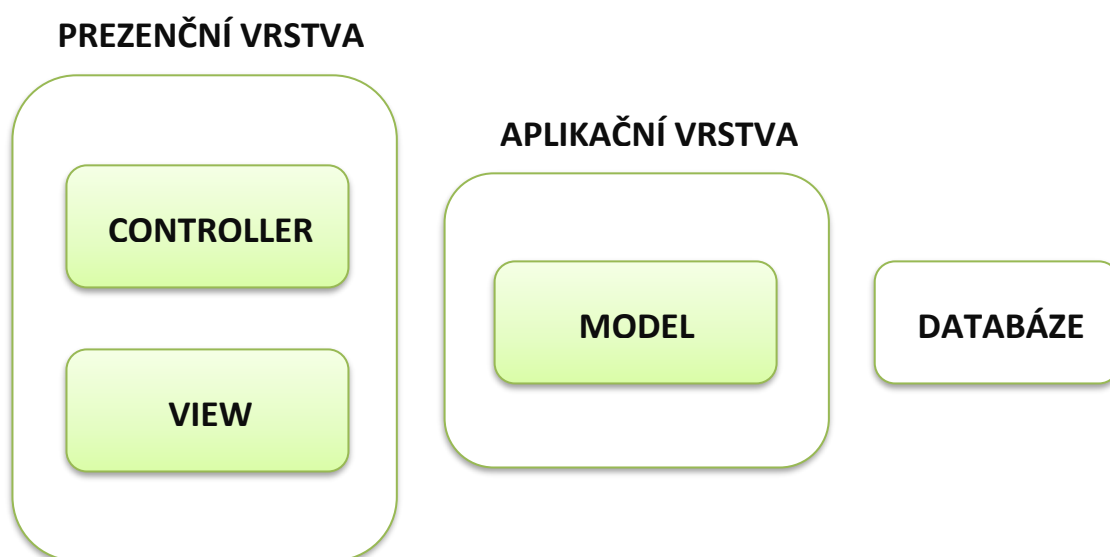 PREZENČNÍ VRSTVA
CONTROLLER
VIEW
APLIKAČNÍ VRSTVA
MODEL
DATABÁZE